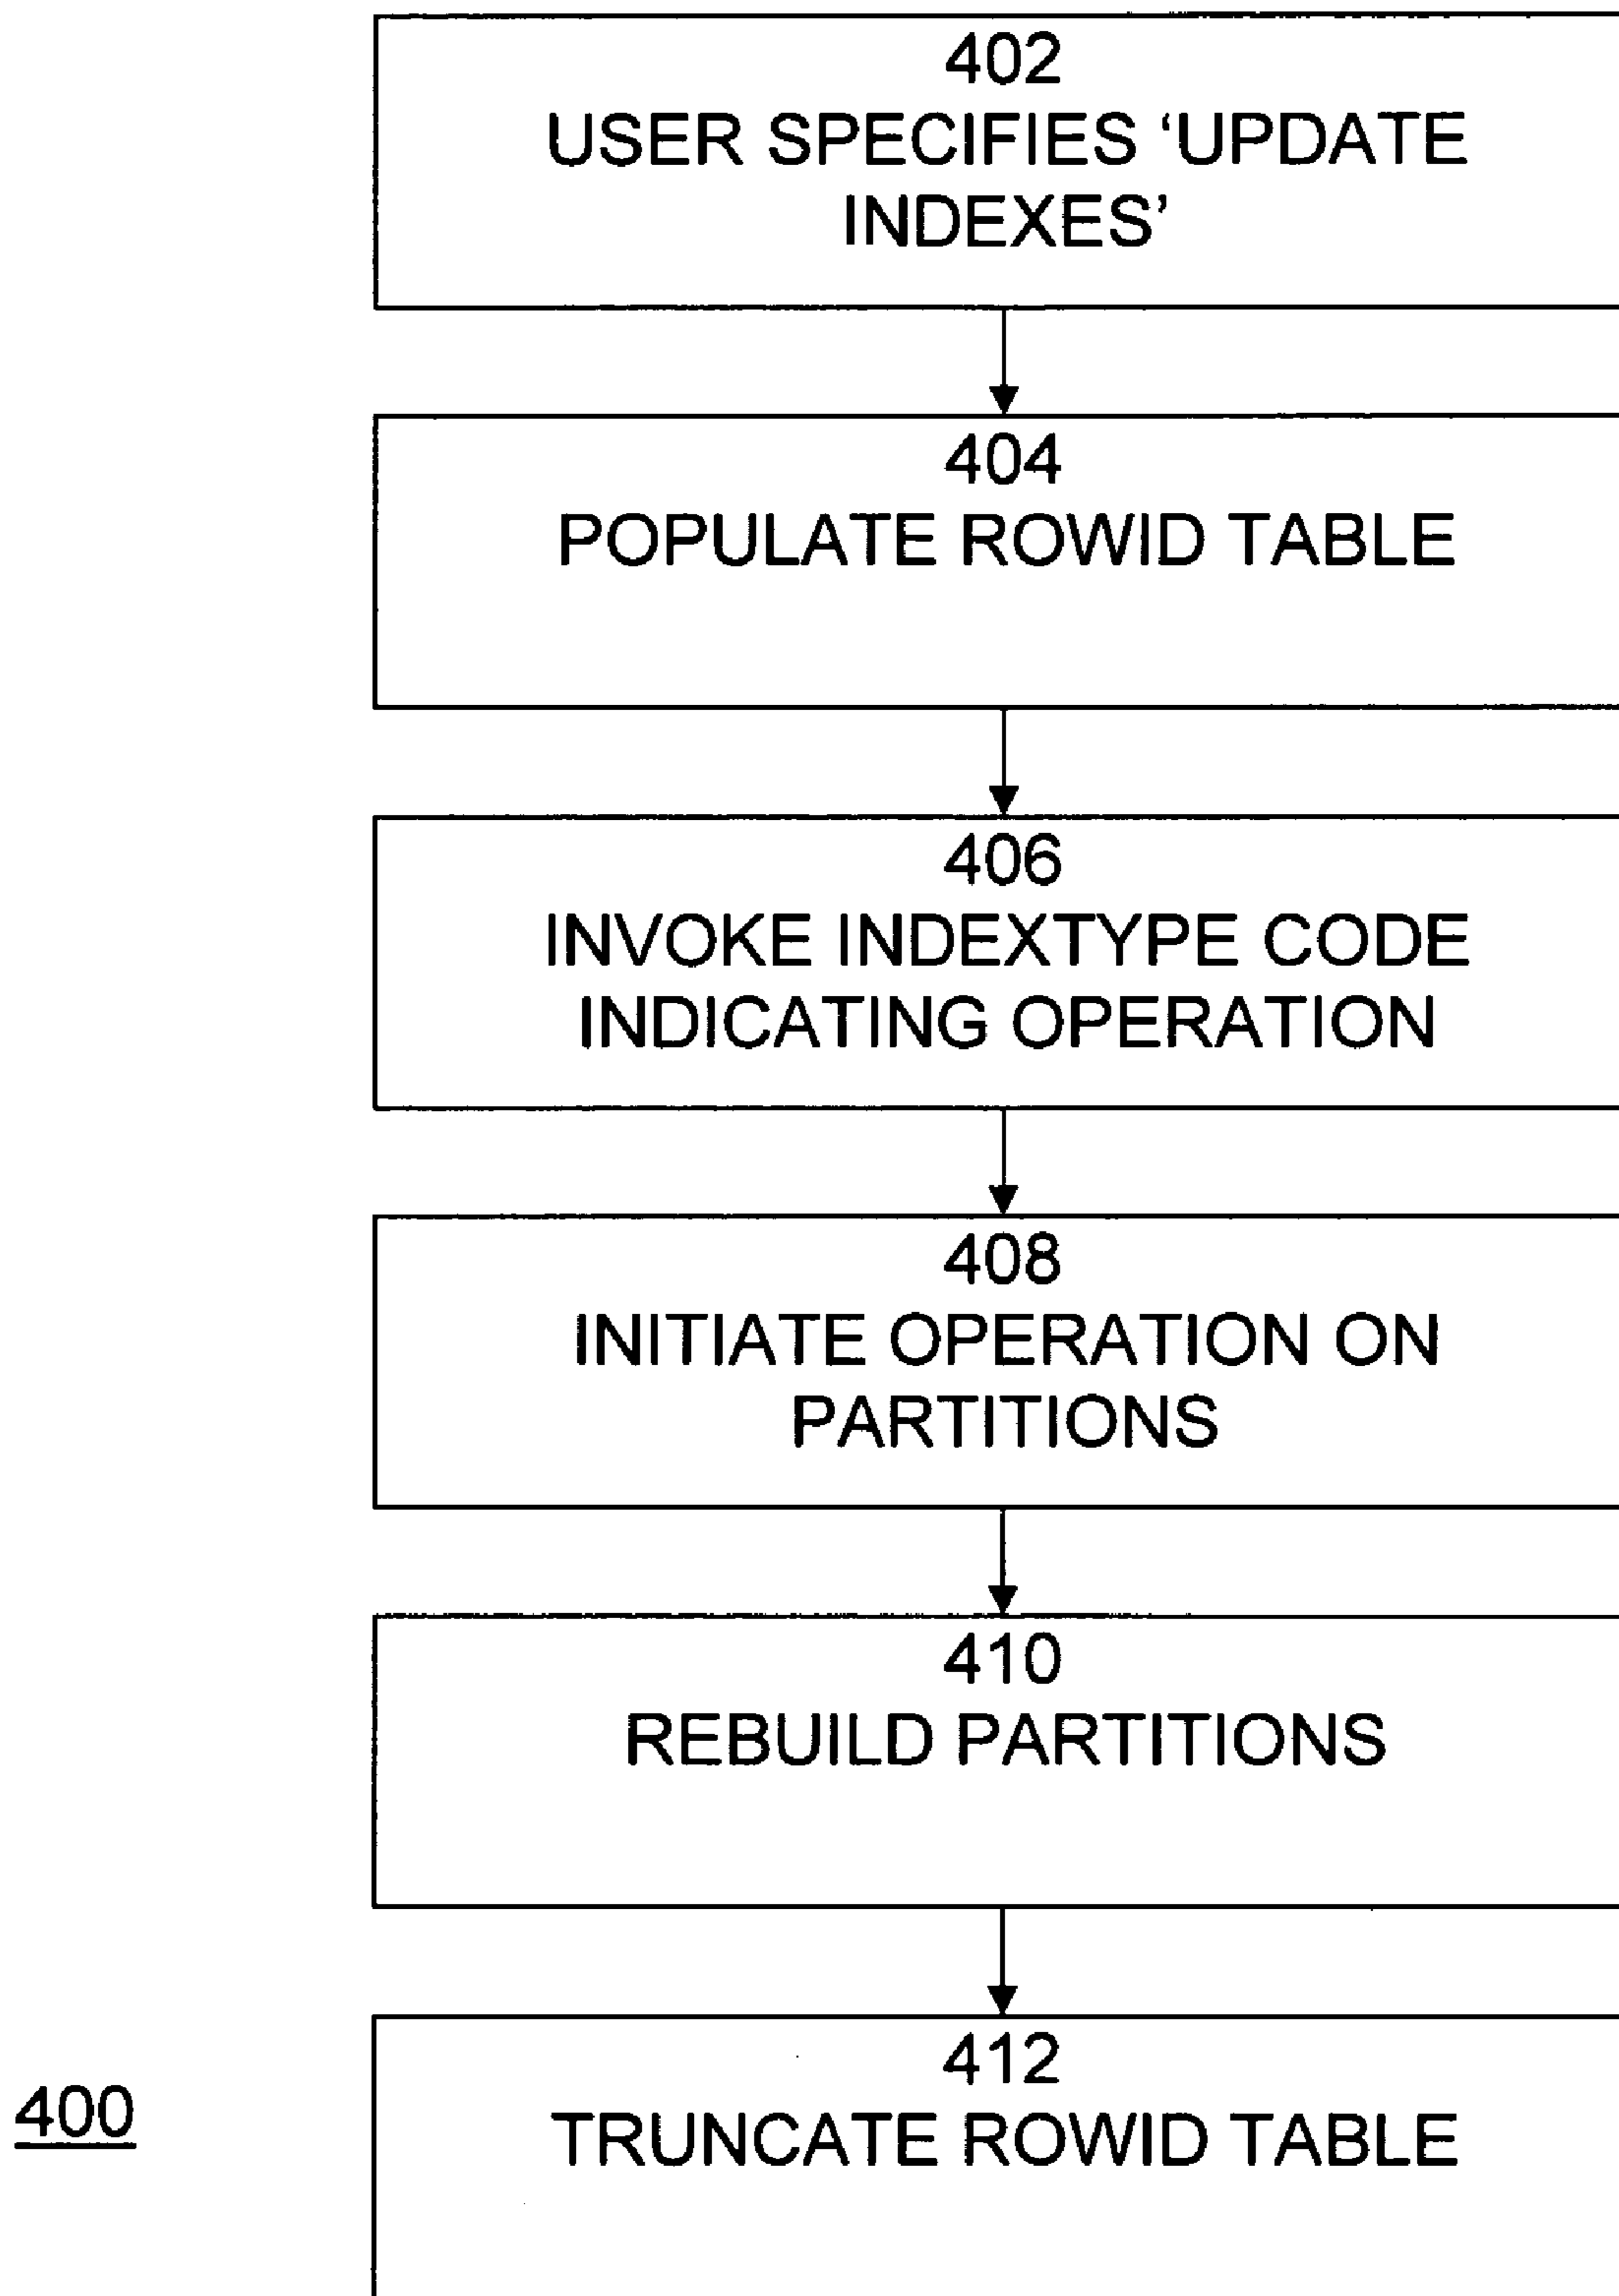 402
USER SPECIFIES ‘UPDATE
INDEXES’
404
POPULATE ROWID TABLE
406
INVOKE INDEXTYPE CODE
INDICATING OPERATION
408
INITIATE OPERATION ON
PARTITIONS
410
REBUILD PARTITIONS
412
TRUNCATE ROWID TABLE
400